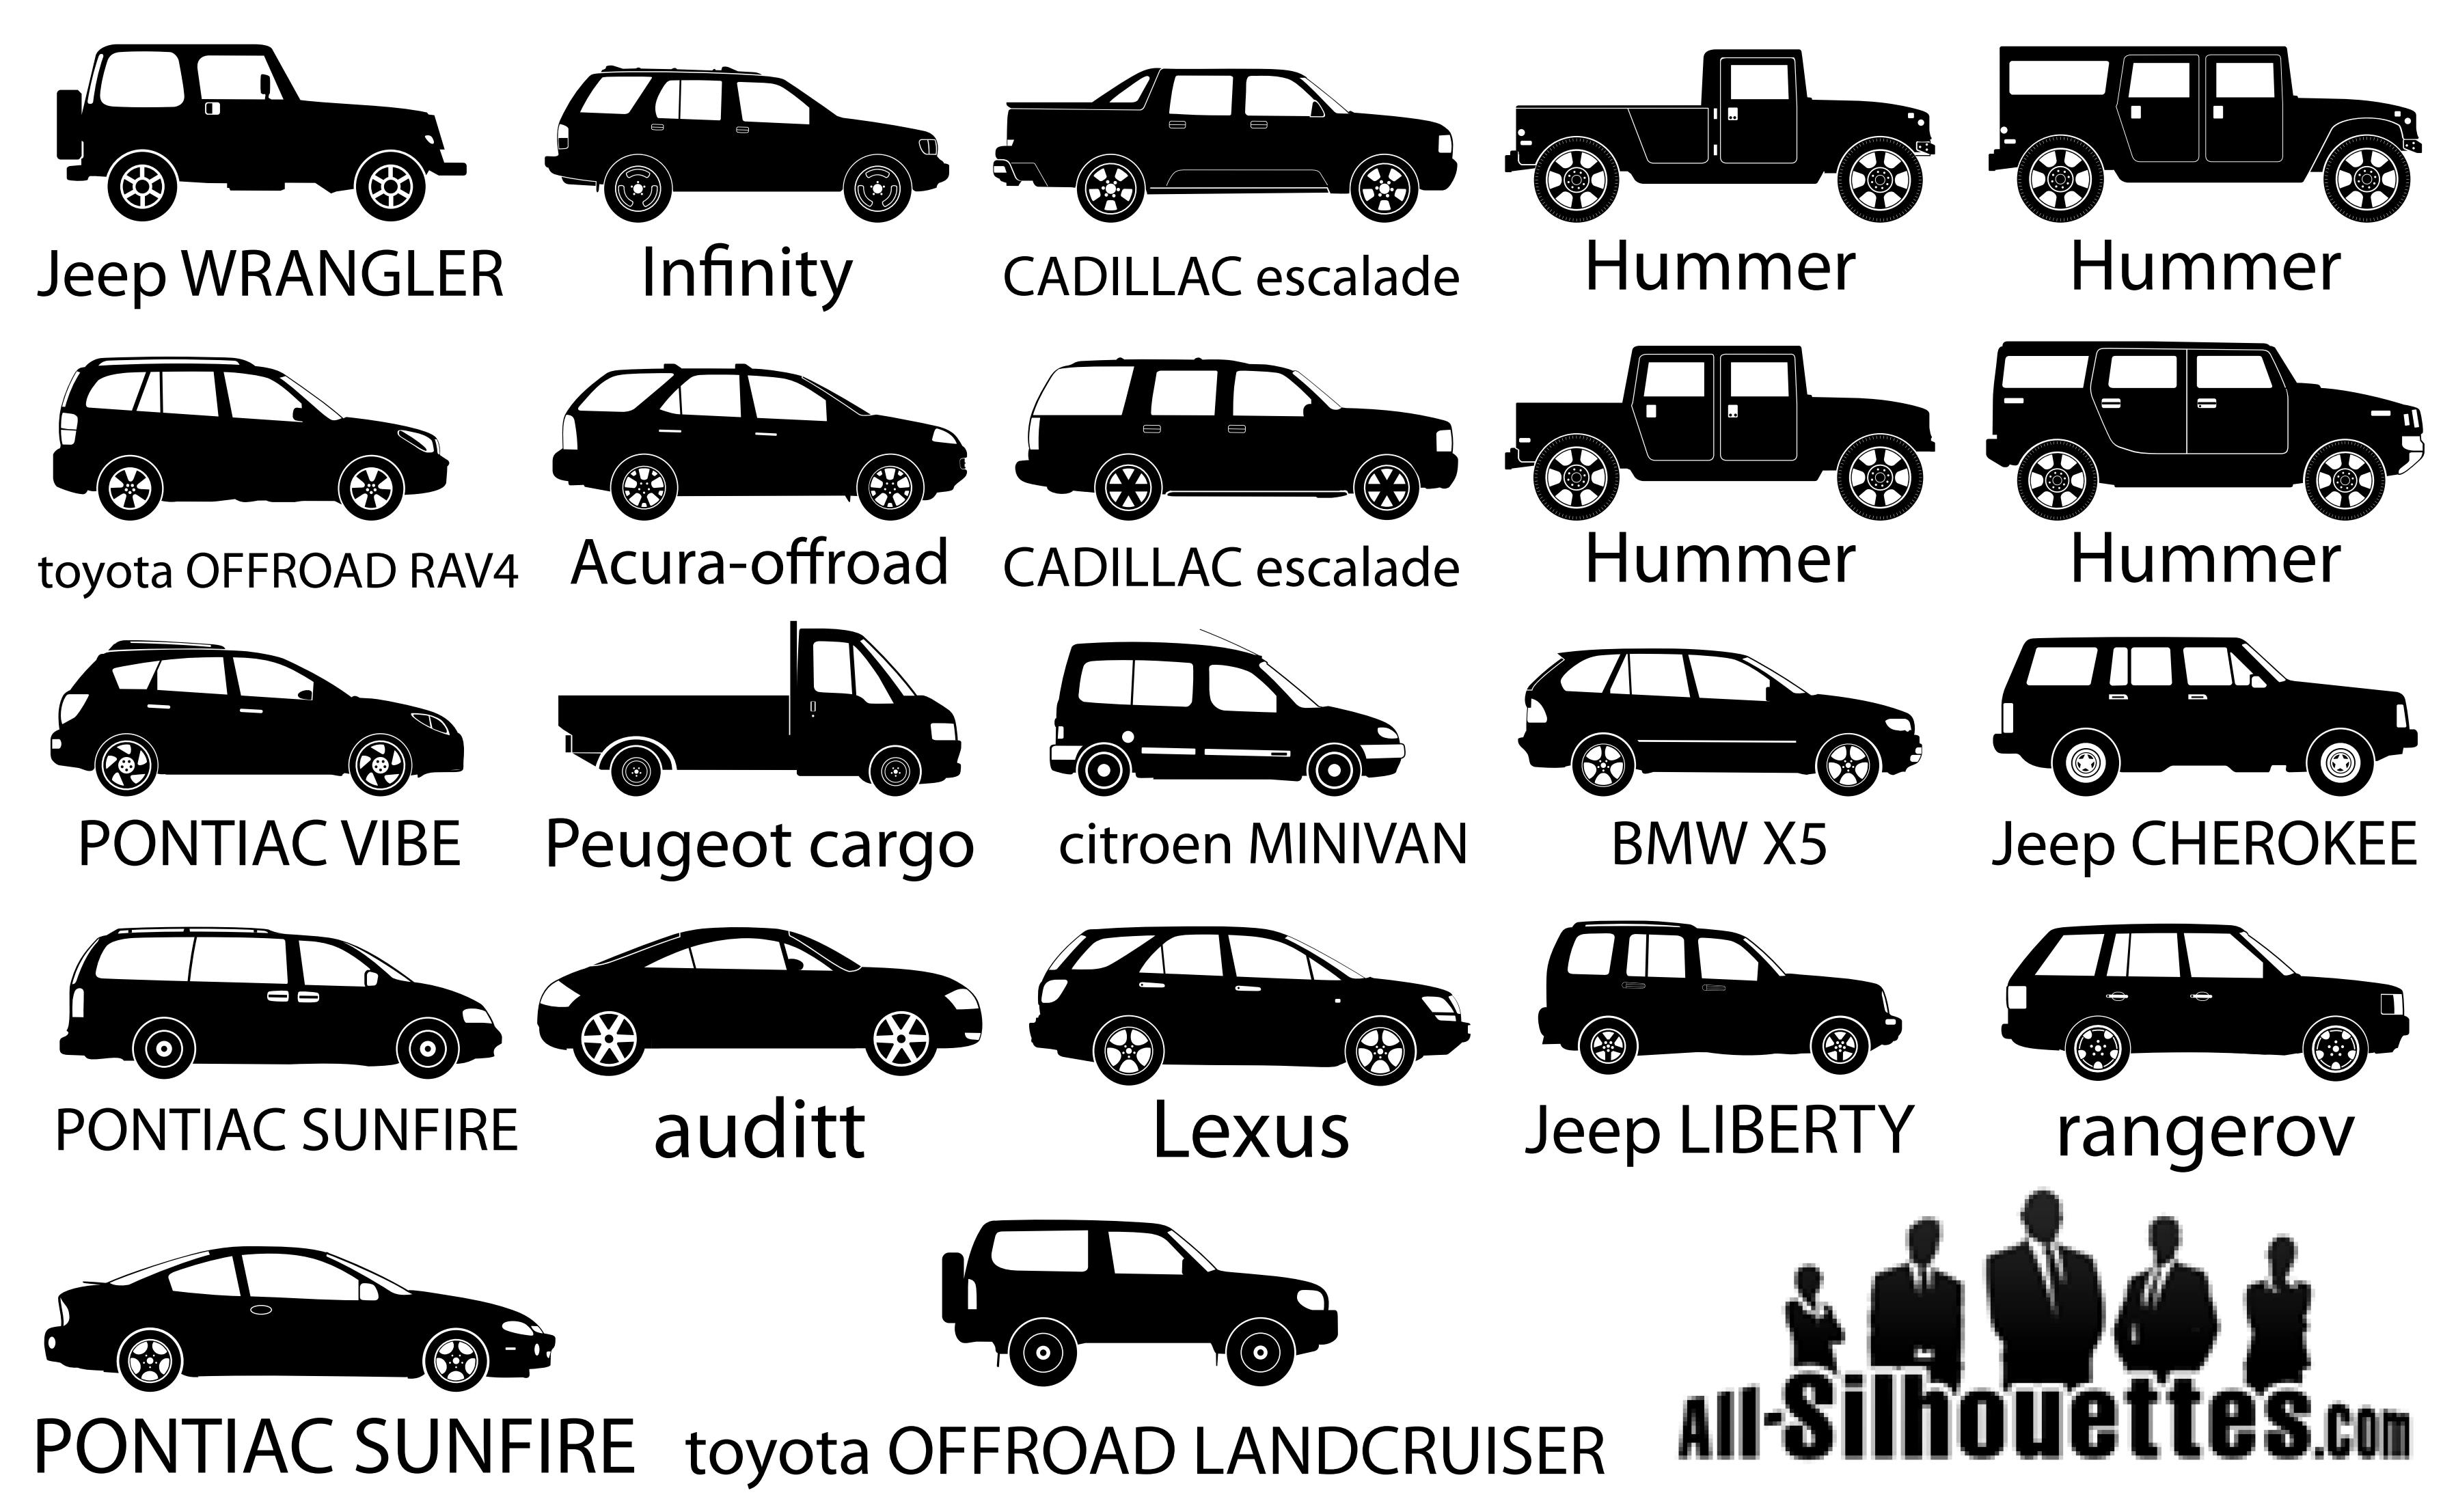 Jeep WRANGLER
Infinity
CADILLAC escalade
Hummer
Hummer
toyota OFFROAD RAV4
Acura-offroad
CADILLAC escalade
Hummer
Hummer
PONTIAC VIBE
Peugeot cargo
citroen MINIVAN
BMW X5
Jeep CHEROKEE
PONTIAC SUNFIRE
auditt
Lexus
Jeep LIBERTY
rangerov
PONTIAC SUNFIRE
toyota OFFROAD LANDCRUISER
All-Silhouettes.com